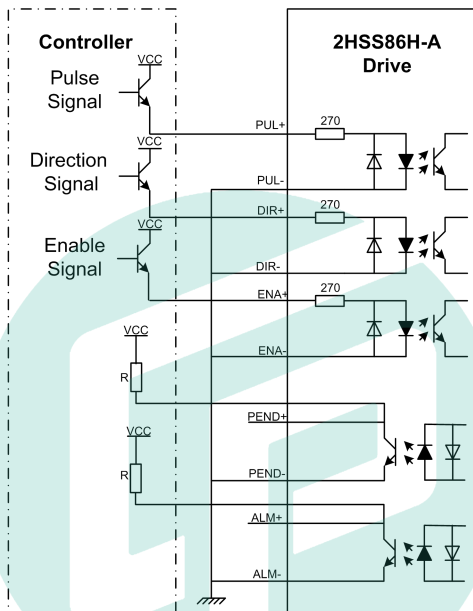 Controller
2HSS86H-A
Drive
VCC
Pulse
Signal
PUL+
270
VCC
Direction
Signal
PUL-
DIR+
270
VCC
Enable
Signal
DIR-
ENA+
270
VCC
R
ENA-
PEND+
VCC
R
PEND-
ALM+
ALM-